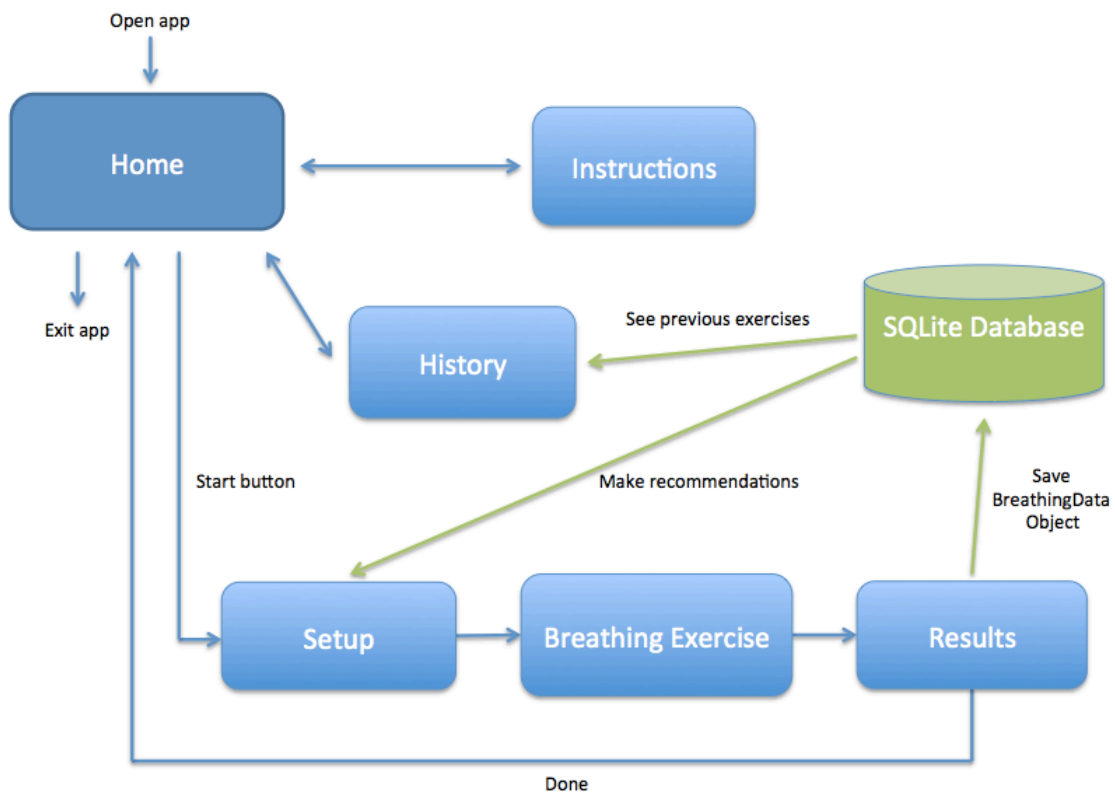 Open app
Home
Instructions
Exit app
See previous exercises
SQLite Database
History
Start button
Make recommendations
Save
BreathingData
Object
Setup
Breathing Exercise
Results
Done